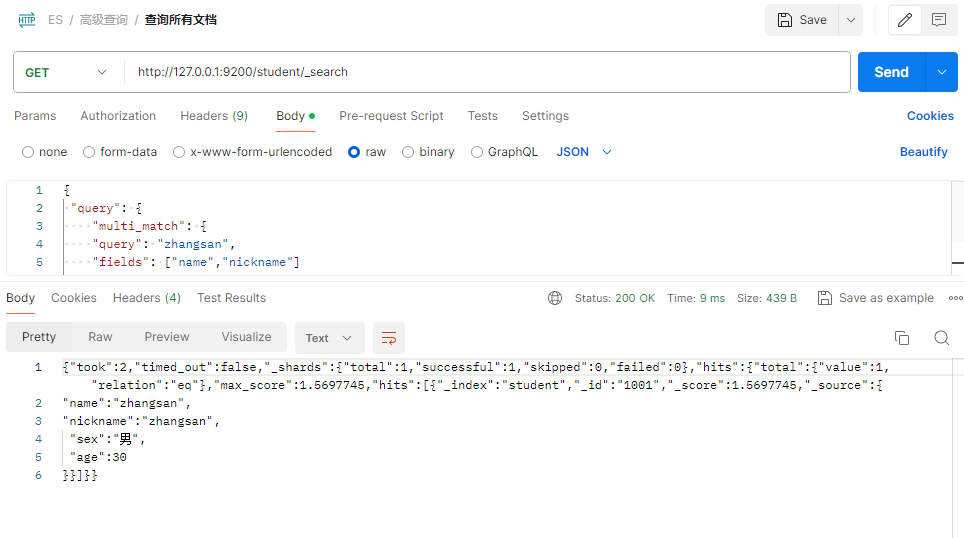 HTTP ES / 高级查询 / 查询所有文档 Save
GET http://127.0.0.1:9200/student/_search Send
Params Authorization Headers (9) Body Pre-request Script Tests Settings Cookies
none form-data x-www-form-urlencoded raw binary GraphQL JSON Beautify
1 {
2 "query": {
3 "multi_match": {
4 "query": "zhangsan",
5 "fields": ["name","nickname"]
Body Cookies Headers (4) Test Results Status: 200 OK Time: 9 ms Size: 439 B Save as example
Pretty Raw Preview Visualize Text
1 {"took":2,"timed_out":false,"_shards":{"total":1,"successful":1,"skipped":0,"failed":0},"hits":{"total":{"value":1,
"relation":"eq"},"max_score":1.5697745,"hits":[{"_index":"student","_id":"1001","_score":1.5697745,"_source":{
2 "name":"zhangsan",
3 "nickname":"zhangsan",
4 "sex":"男",
5 "age":30
6 }}]}}